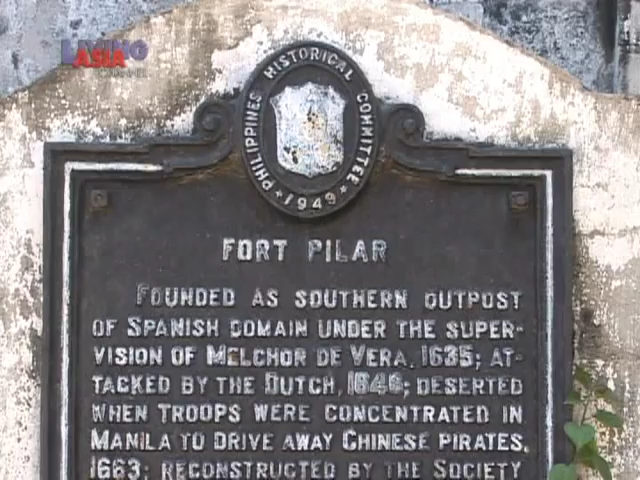 LIVING
ASIA
PHILIPPINES HISTORICAL COMMITTEE
1949
FORT PILAR
FOUNDED AS SOUTHERN OUTPOST
OF SPANISH DOMAIN UNDER THE SUPER-
VISION OF MELCHOR DE VERA, 1635; AT-
TACKED BY THE DUTCH, 1646; DESERTED
WHEN TROOPS WERE CONCENTRATED IN
MANILA TO DRIVE AWAY CHINESE PIRATES,
1663; RECONSTRUCTED BY THE SOCIETY